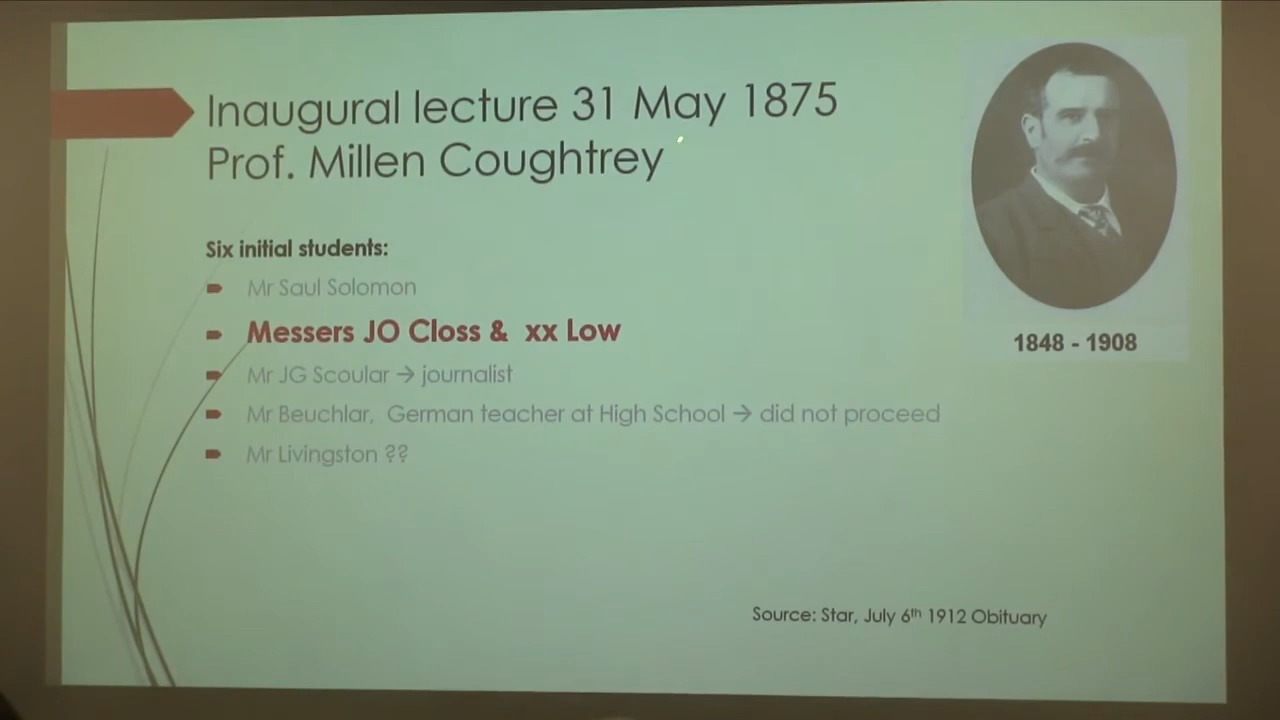 Inaugural lecture 31 May 1875
Prof. Millen Coughtrey
Six initial students:
Mr Saul Solomon
Messers JO Closs & xx Low
Mr JG Scoular → journalist
Mr Beuchlar, German teacher at High School → did not proceed
Mr Livingston ??
1848 - 1908
Source: Star, July 6th 1912 Obituary